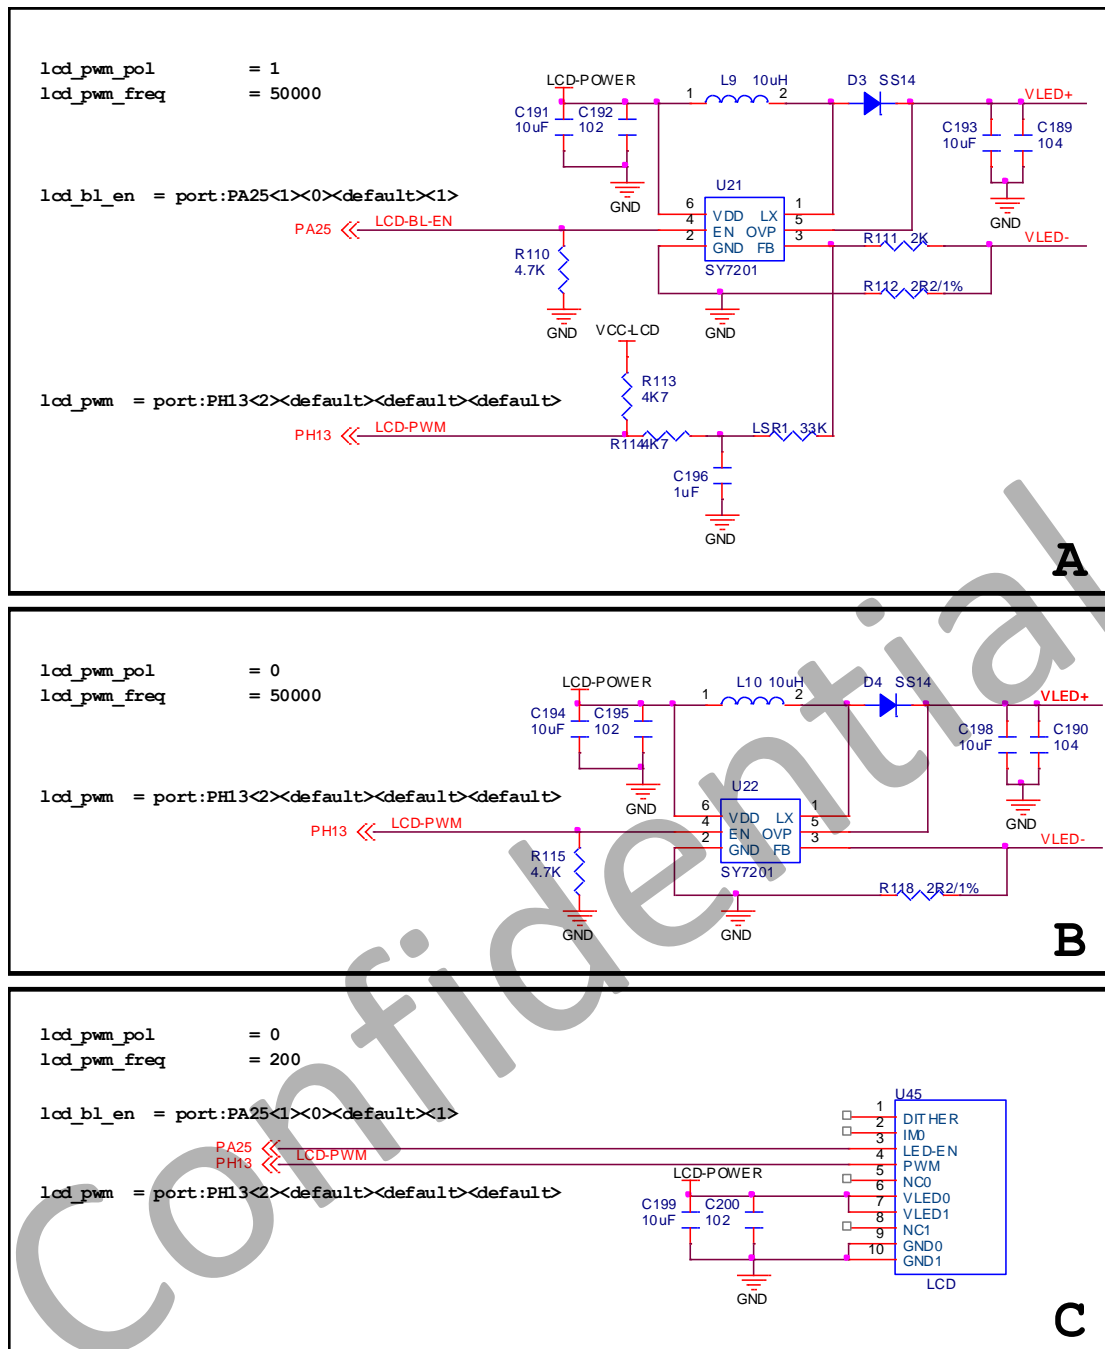 lcd_pwm_pol = 1
lcd_pwm_freq = 50000
LCD-POWER
L9 10uH
1 2
D3 SS14
VLED+
C191
10uF
C192
102
C193
10uF
C189
104
GND
GND
lcd_bl_en = port:PA25<1><0><default><1>
PA25 LCD-BL-EN
U21
6 VDD LX 1
4 EN OVP 5
2 GND FB 3
SY7201
R111 2K
VLED-
R110
4.7K
R112 2R2/1%
GND
GND
VCC-LCD
R113
4K7
lcd_pwm = port:PH13<2><default><default><default>
PH13 LCD-PWM
R114 4K7
LSR1 33K
C196
1uF
GND
A
lcd_pwm_pol = 0
lcd_pwm_freq = 50000
LCD-POWER
L10 10uH
1 2
D4 SS14
VLED+
C194
10uF
C195
102
C198
10uF
C190
104
GND
GND
lcd_pwm = port:PH13<2><default><default><default>
PH13 LCD-PWM
U22
6 VDD LX 1
4 EN OVP 5
2 GND FB 3
SY7201
VLED-
R115
4.7K
R118 2R2/1%
GND
GND
B
lcd_pwm_pol = 0
lcd_pwm_freq = 200
lcd_bl_en = port:PA25<1><0><default><1>
PA25
PH13 LCD-PWM
lcd_pwm = port:PH13<2><default><default><default>
LCD-POWER
C199
10uF
C200
102
GND
U45
1 DITHER
2 IM0
3 LED-EN
4 PWM
5 NC0
6 VLED0
7 VLED1
8 NC1
9 GND0
10 GND1
LCD
C
Confidential